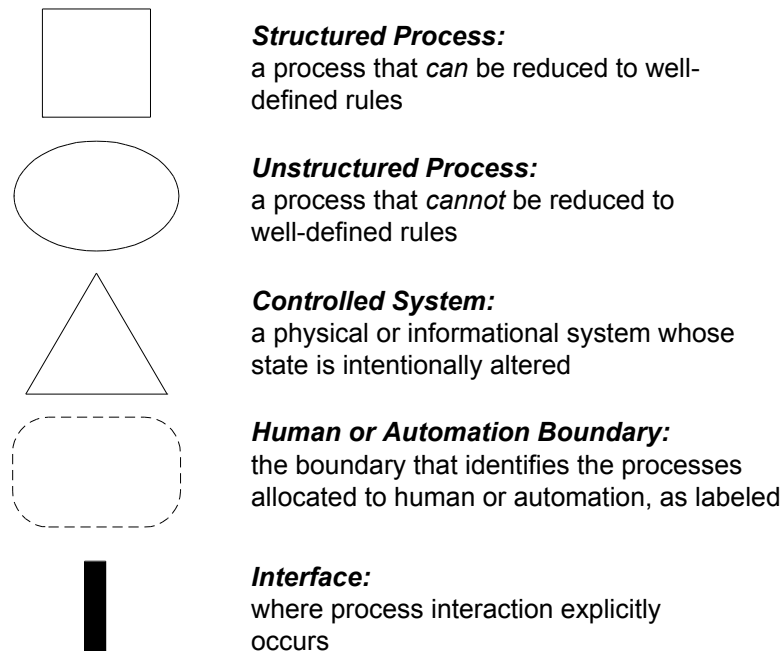 Structured Process:
a process that can be reduced to well-
defined rules
Unstructured Process:
a process that cannot be reduced to
well-defined rules
Controlled System:
a physical or informational system whose
state is intentionally altered
Human or Automation Boundary:
the boundary that identifies the processes
allocated to human or automation, as labeled
Interface:
where process interaction explicitly
occurs